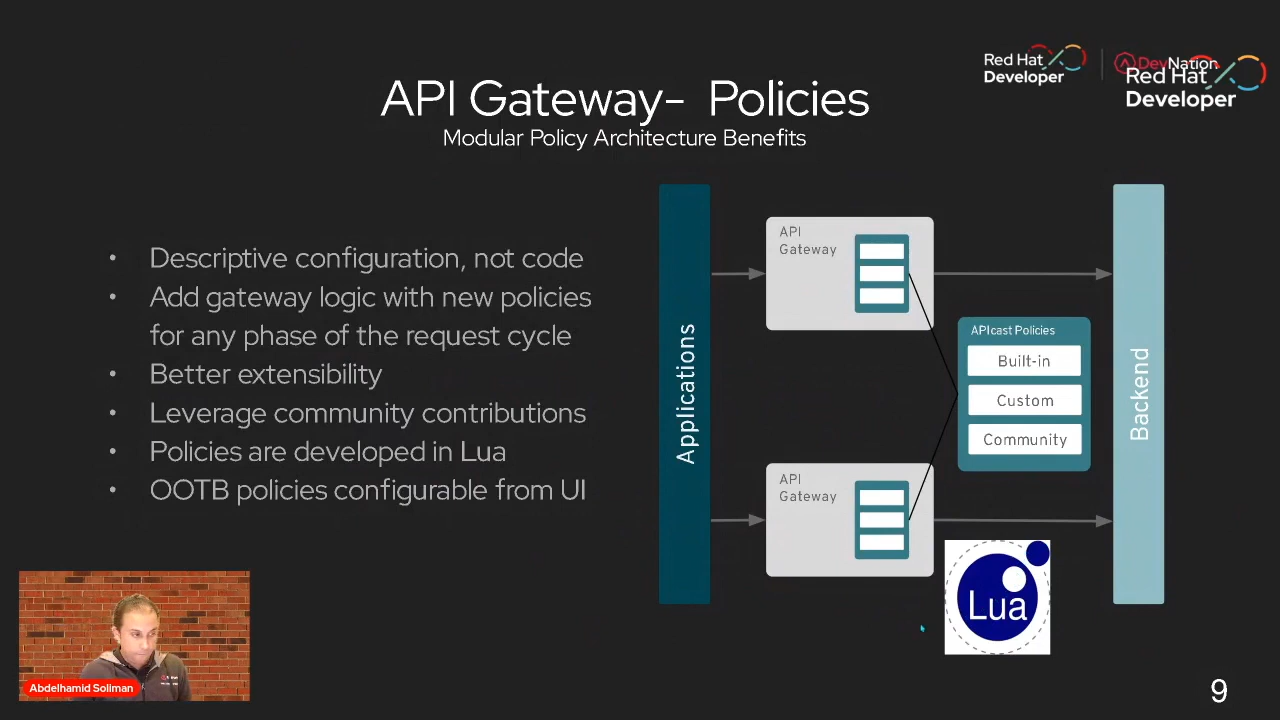 Red Hat
Developer
DevNation
Red Hat
Developer
API Gateway- Policies
Modular Policy Architecture Benefits
• Descriptive configuration, not code
• Add gateway logic with new policies
for any phase of the request cycle
• Better extensibility
• Leverage community contributions
• Policies are developed in Lua
• OOTB policies configurable from UI
Applications
API
Gateway
APIcast Policies
Built-in
Custom
Community
API
Gateway
Backend
Lua
Abdelhamid Soliman
9